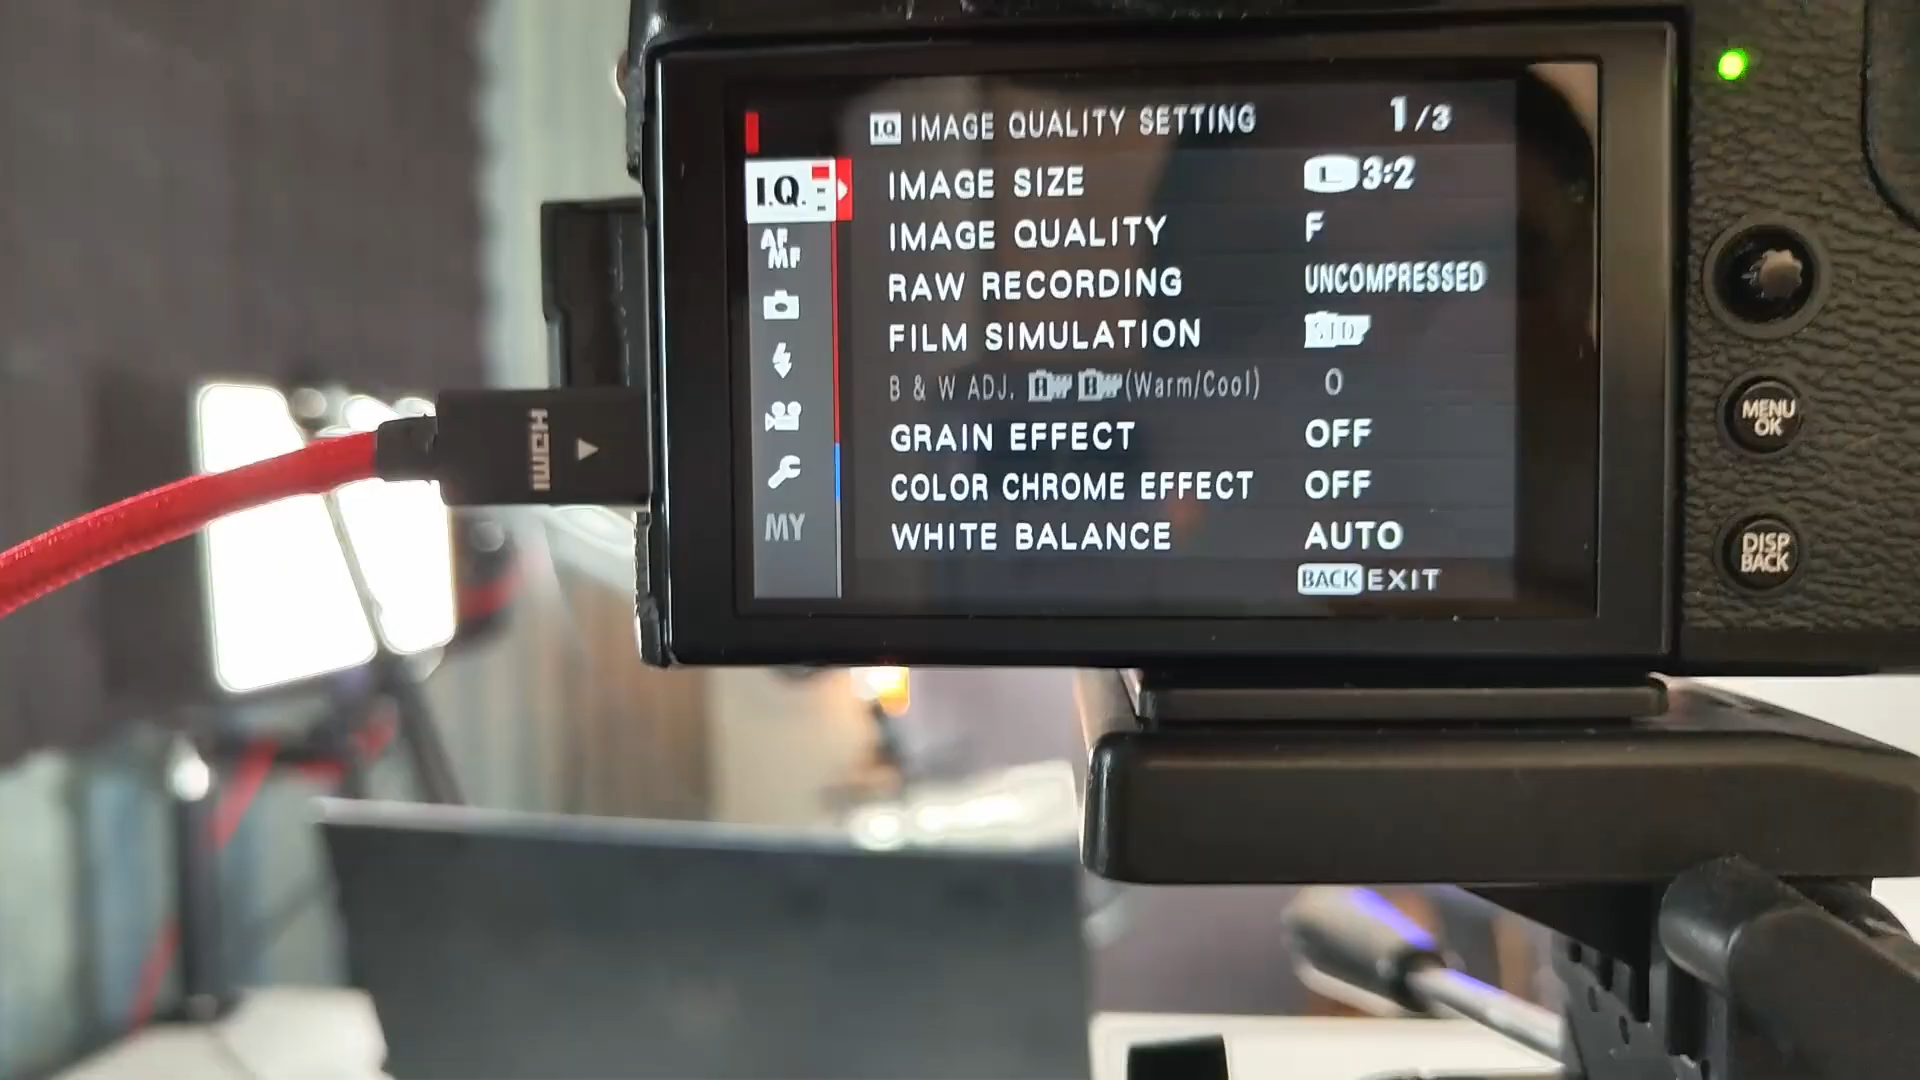 I.Q. IMAGE QUALITY SETTING 1/3
I.Q.
AF MF
MY
IMAGE SIZE L 3:2
IMAGE QUALITY F
RAW RECORDING UNCOMPRESSED
FILM SIMULATION STD
B & W ADJ. (Warm/Cool) 0
GRAIN EFFECT OFF
COLOR CHROME EFFECT OFF
WHITE BALANCE AUTO
BACK EXIT
HDMI
MENU
OK
DISP
BACK